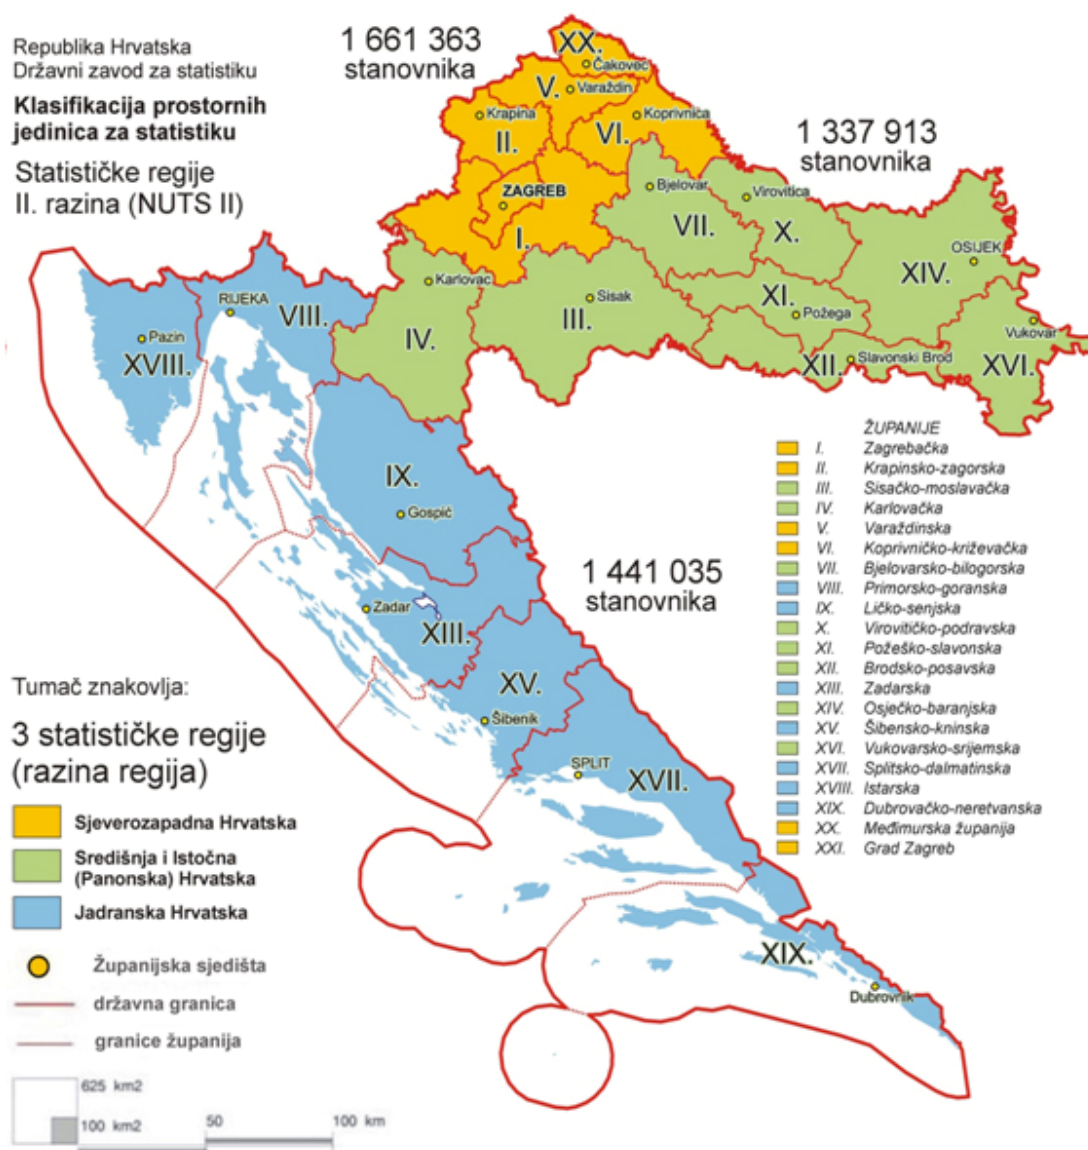 Republika Hrvatska
Državni zavod za statistiku
Klasifikacija prostornih
jedinica za statistiku
Statističke regije
II. razina (NUTS II)
1 661 363
stanovnika
XX.
Čakovec
V.
Varaždin
Krapina
II.
VI.
Koprivnica
1 337 913
stanovnika
ZAGREB
I.
Bjelovar
VII.
Virovitica
X.
OSIJEK
XIV.
Karlovac
IV.
Sisak
III.
XI.
Požega
Vukovar
XVI.
XII.
Slavonski Brod
RIJEKA
VIII.
Pazin
XVIII.
IX.
Gospić
1 441 035
stanovnika
Zadar
XIII.
XV.
Šibenik
SPLIT
XVII.
XIX.
Dubrovnik
ŽUPANIJE
I. Zagrebačka
II. Krapinsko-zagorska
III. Sisačko-moslavačka
IV. Karlovačka
V. Varaždinska
VI. Koprivničko-križevačka
VII. Bjelovarsko-bilogorska
VIII. Primorsko-goranska
IX. Ličko-senjska
X. Virovitičko-podravska
XI. Požeško-slavonska
XII. Brodsko-posavska
XIII. Zadarska
XIV. Osječko-baranjska
XV. Šibensko-kninska
XVI. Vukovarsko-srijemska
XVII. Splitsko-dalmatinska
XVIII. Istarska
XIX. Dubrovačko-neretvanska
XX. Međimurska županija
XXI. Grad Zagreb
Tumač znakovlja:
3 statističke regije
(razina regija)
Sjeverozapadna Hrvatska
Središnja i Istočna
(Panonska) Hrvatska
Jadranska Hrvatska
Županijska sjedišta
državna granica
granice županija
625 km2
100 km2
50
100 km